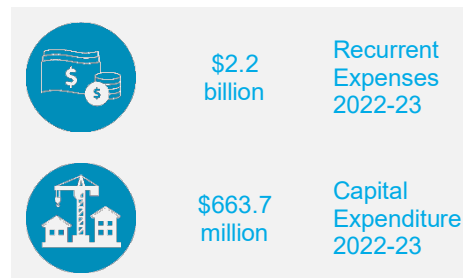 $
$
$2.2
billion
Recurrent
Expenses
2022-23
$663.7
million
Capital
Expenditure
2022-23